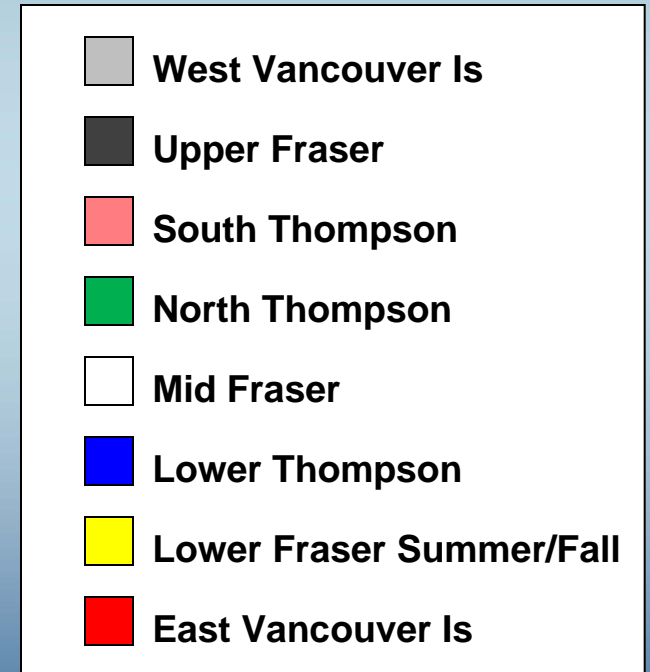 West Vancouver Is
Upper Fraser
South Thompson
North Thompson
Mid Fraser
Lower Thompson
Lower Fraser Summer/Fall
East Vancouver Is